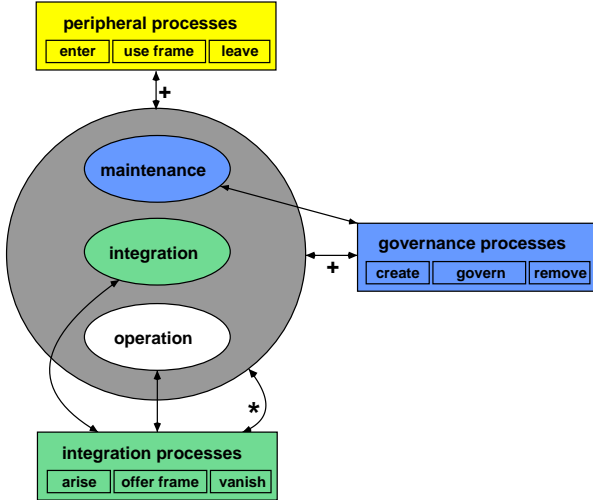 peripheral processes
enter use frame leave
+
maintenance
governance processes
integration
+
create govern remove
operation
*
integration processes
arise offer frame vanish